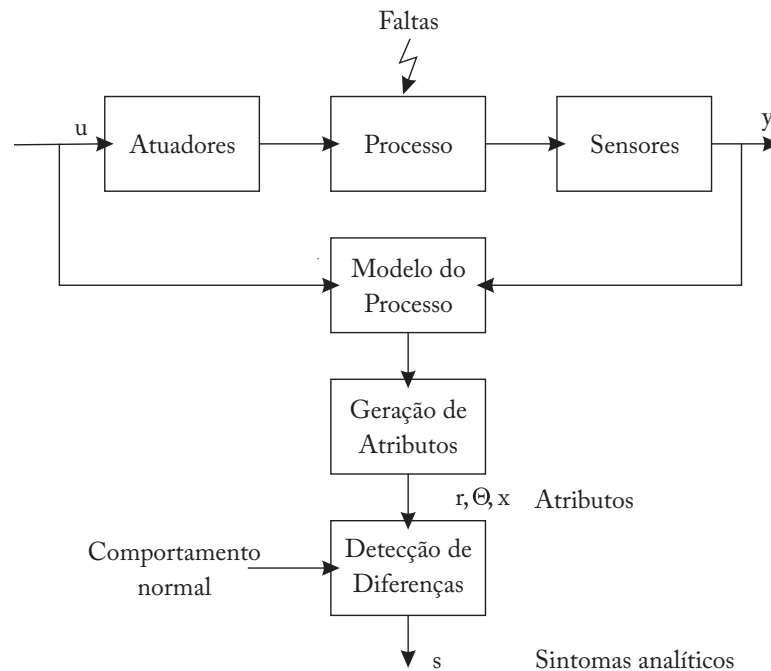 Faltas
u
Atuadores
Processo
Sensores
y
Modelo do
Processo
Geração de
Atributos
r, Θ, x
Atributos
Comportamento
normal
Detecção de
Diferenças
s
Sintomas analíticos